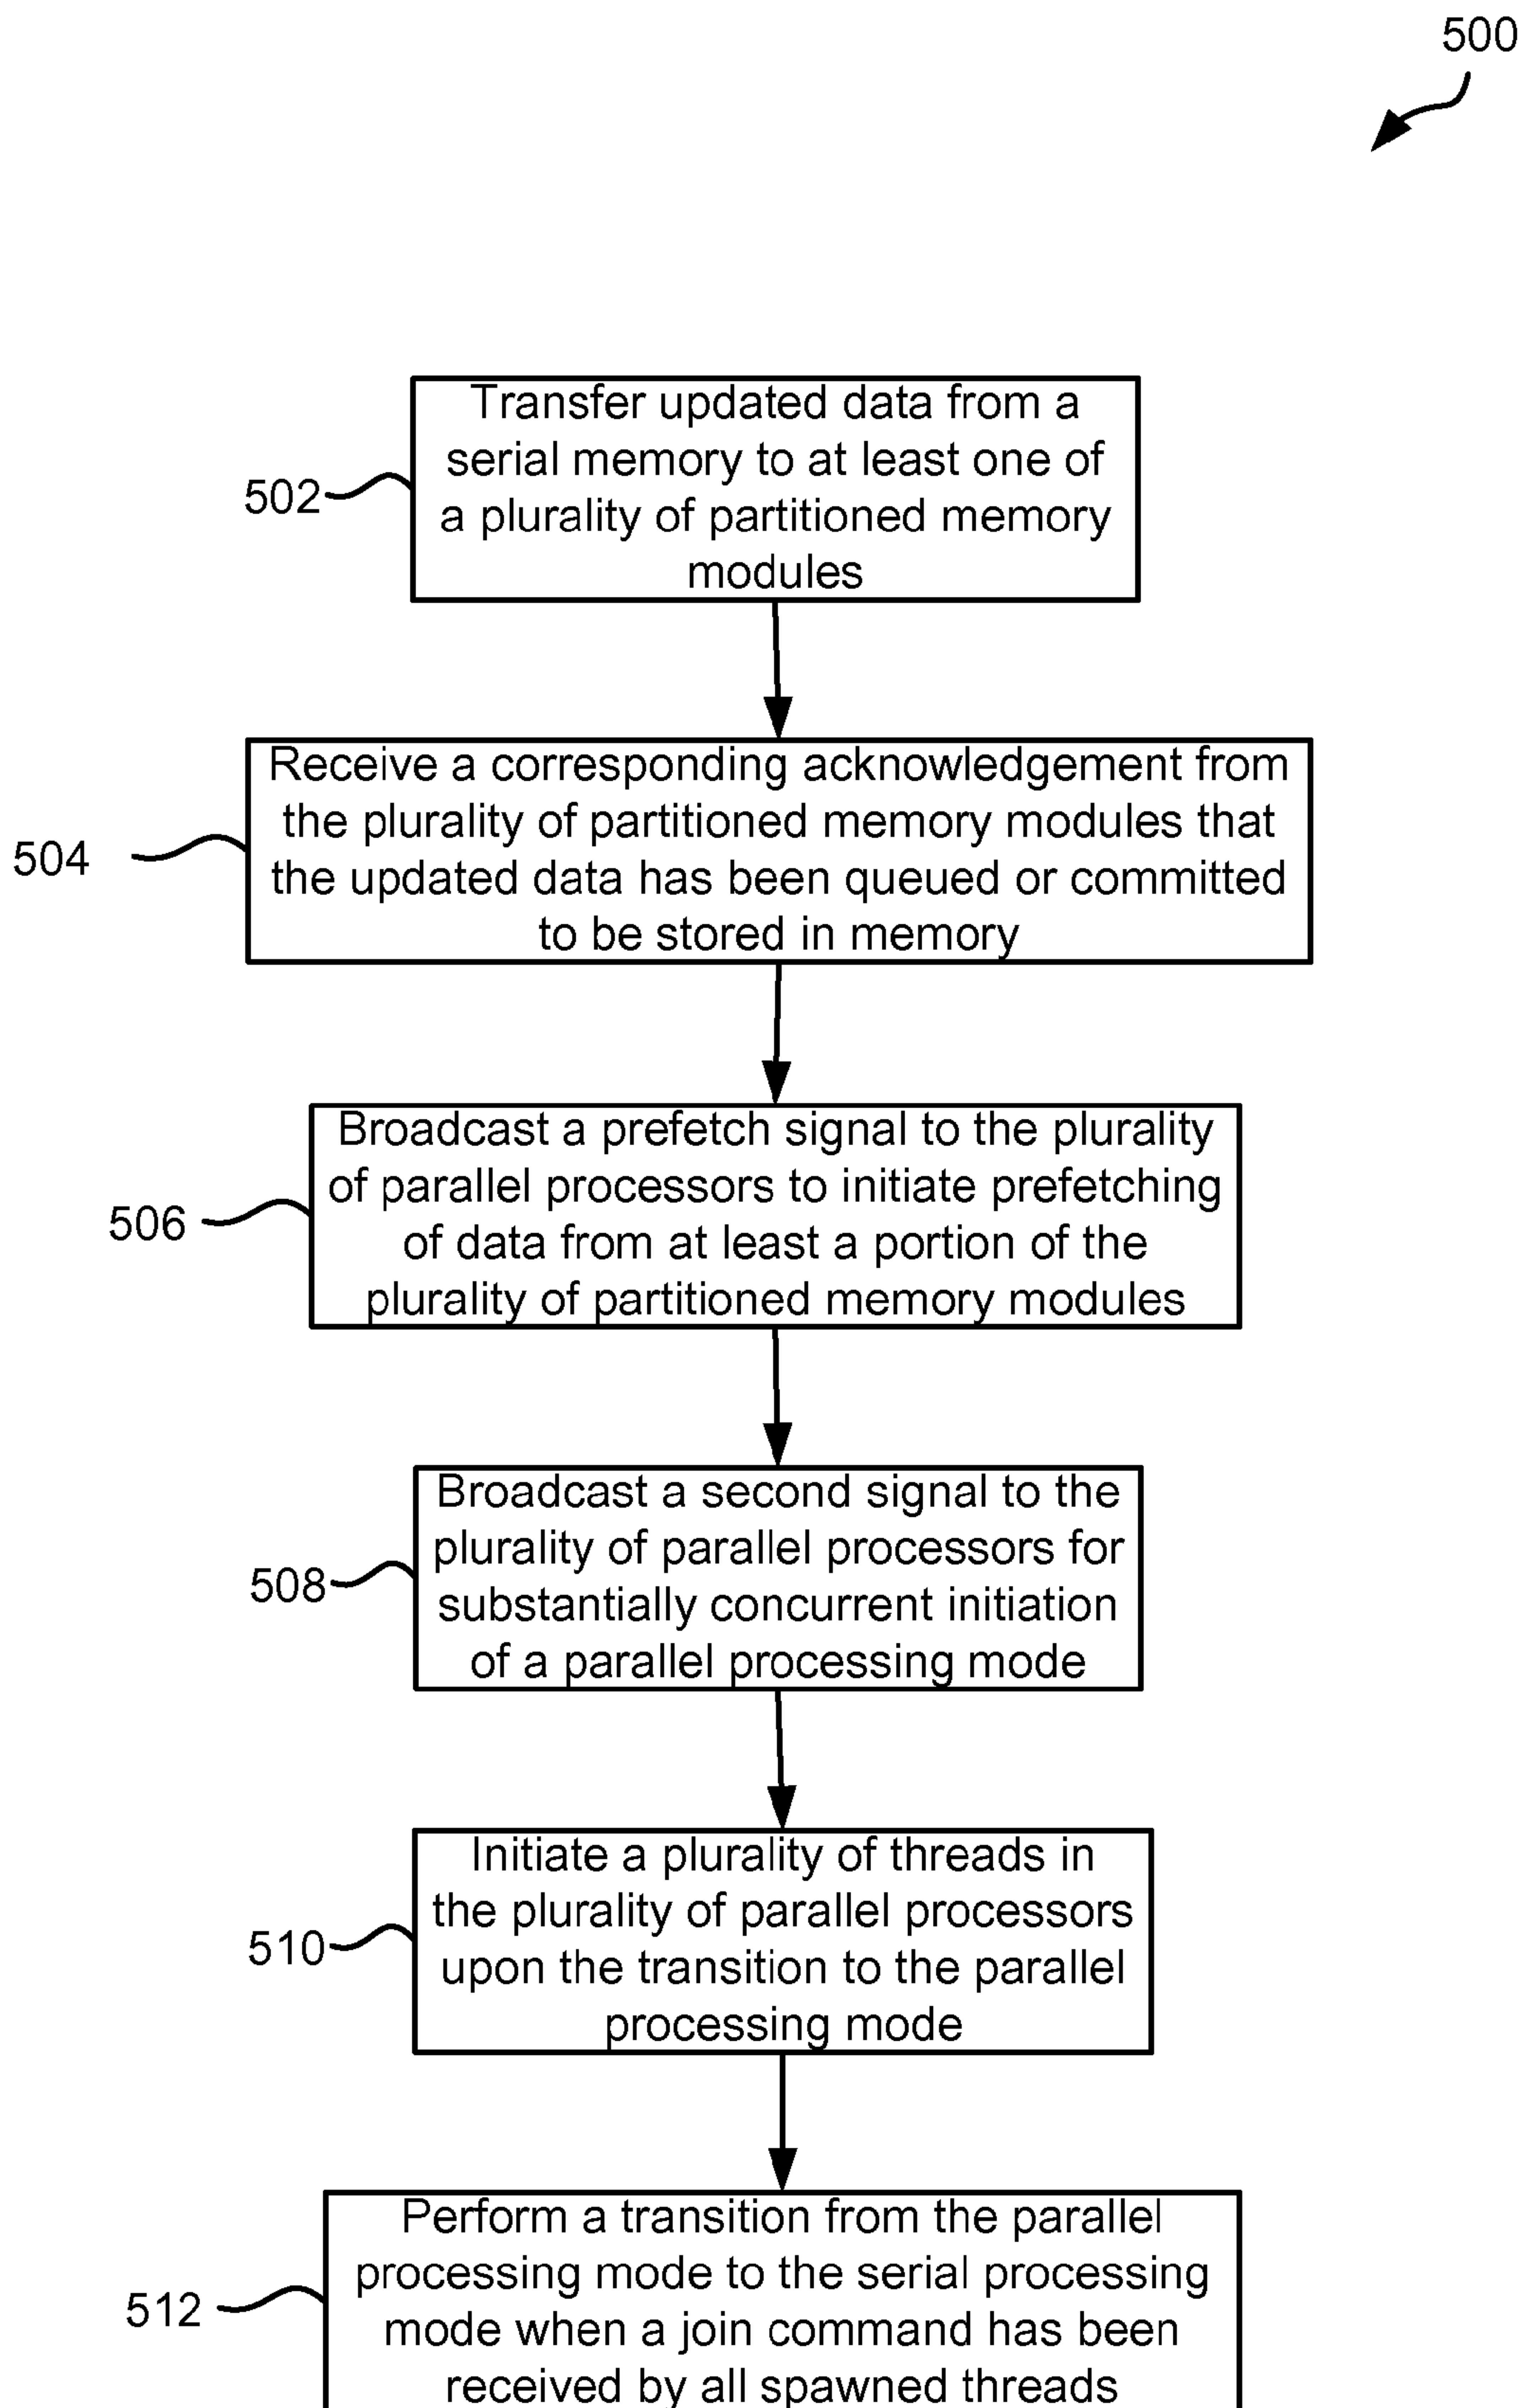 500
Transfer updated data from a
serial memory to at least one of
a plurality of partitioned memory
modules
502
Receive a corresponding acknowledgement from
the plurality of partitioned memory modules that
the updated data has been queued or committed
to be stored in memory
504
Broadcast a prefetch signal to the plurality
of parallel processors to initiate prefetching
of data from at least a portion of the
plurality of partitioned memory modules
506
Broadcast a second signal to the
plurality of parallel processors for
substantially concurrent initiation
of a parallel processing mode
508
Initiate a plurality of threads in
the plurality of parallel processors
upon the transition to the parallel
processing mode
510
Perform a transition from the parallel
processing mode to the serial processing
mode when a join command has been
received by all spawned threads
512